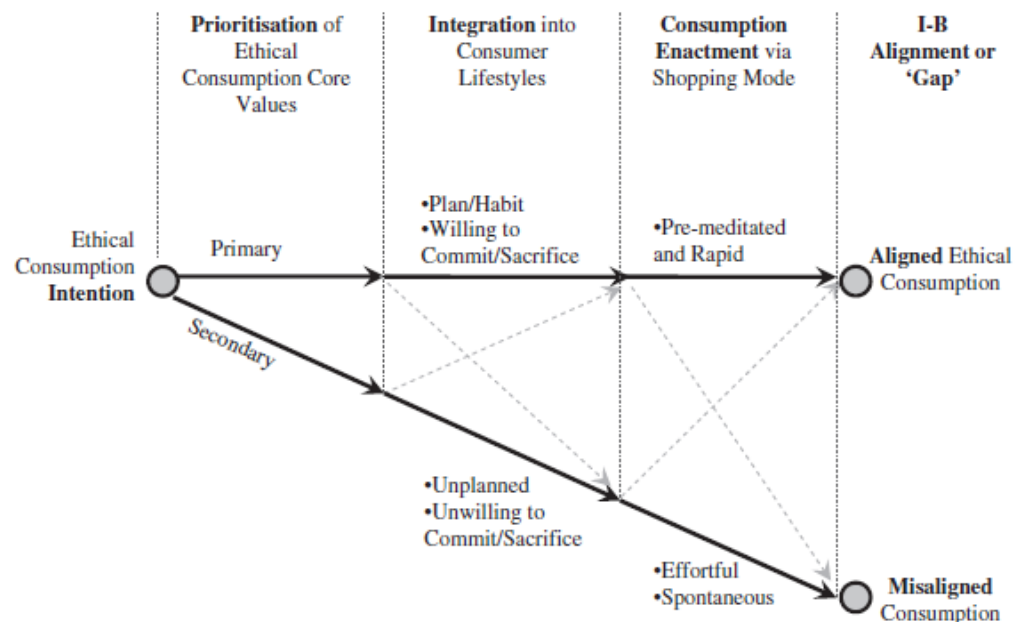 Prioritisation of
Ethical
Consumption Core
Values
Integration into
Consumer
Lifestyles
Consumption
Enactment via
Shopping Mode
I-B
Alignment or
‘Gap’
Ethical
Consumption
Intention
Primary
Secondary
•Plan/Habit
•Willing to
Commit/Sacrifice
•Pre-meditated
and Rapid
Aligned Ethical
Consumption
•Unplanned
•Unwilling to
Commit/Sacrifice
•Effortful
•Spontaneous
Misaligned
Consumption